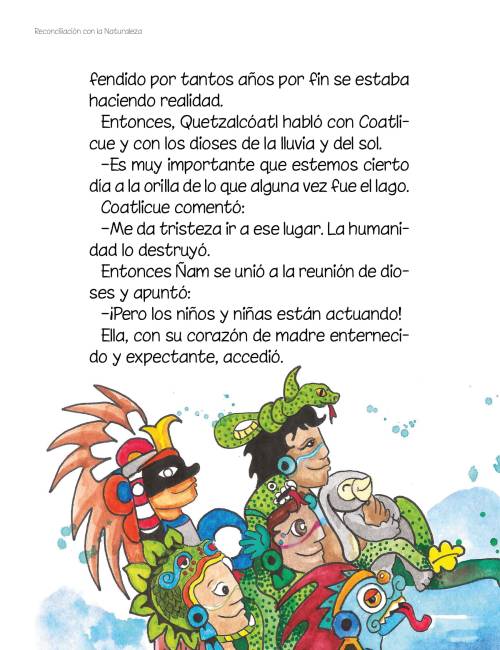 Reconciliación con la Naturaleza
fendido por tantos años por fin se estaba
haciendo realidad.
Entonces, Quetzalcóatl habló con Coatli-
cue y con los dioses de la lluvia y del sol.
–Es muy importante que estemos cierto
día a la orilla de lo que alguna vez fue el lago.
Coatlicue comentó:
–Me da tristeza ir a ese lugar. La humani-
dad lo destruyó.
Entonces Ñam se unió a la reunión de dio-
ses y apuntó:
–¡Pero los niños y niñas están actuando!
Ella, con su corazón de madre enterneci-
do y expectante, accedió.